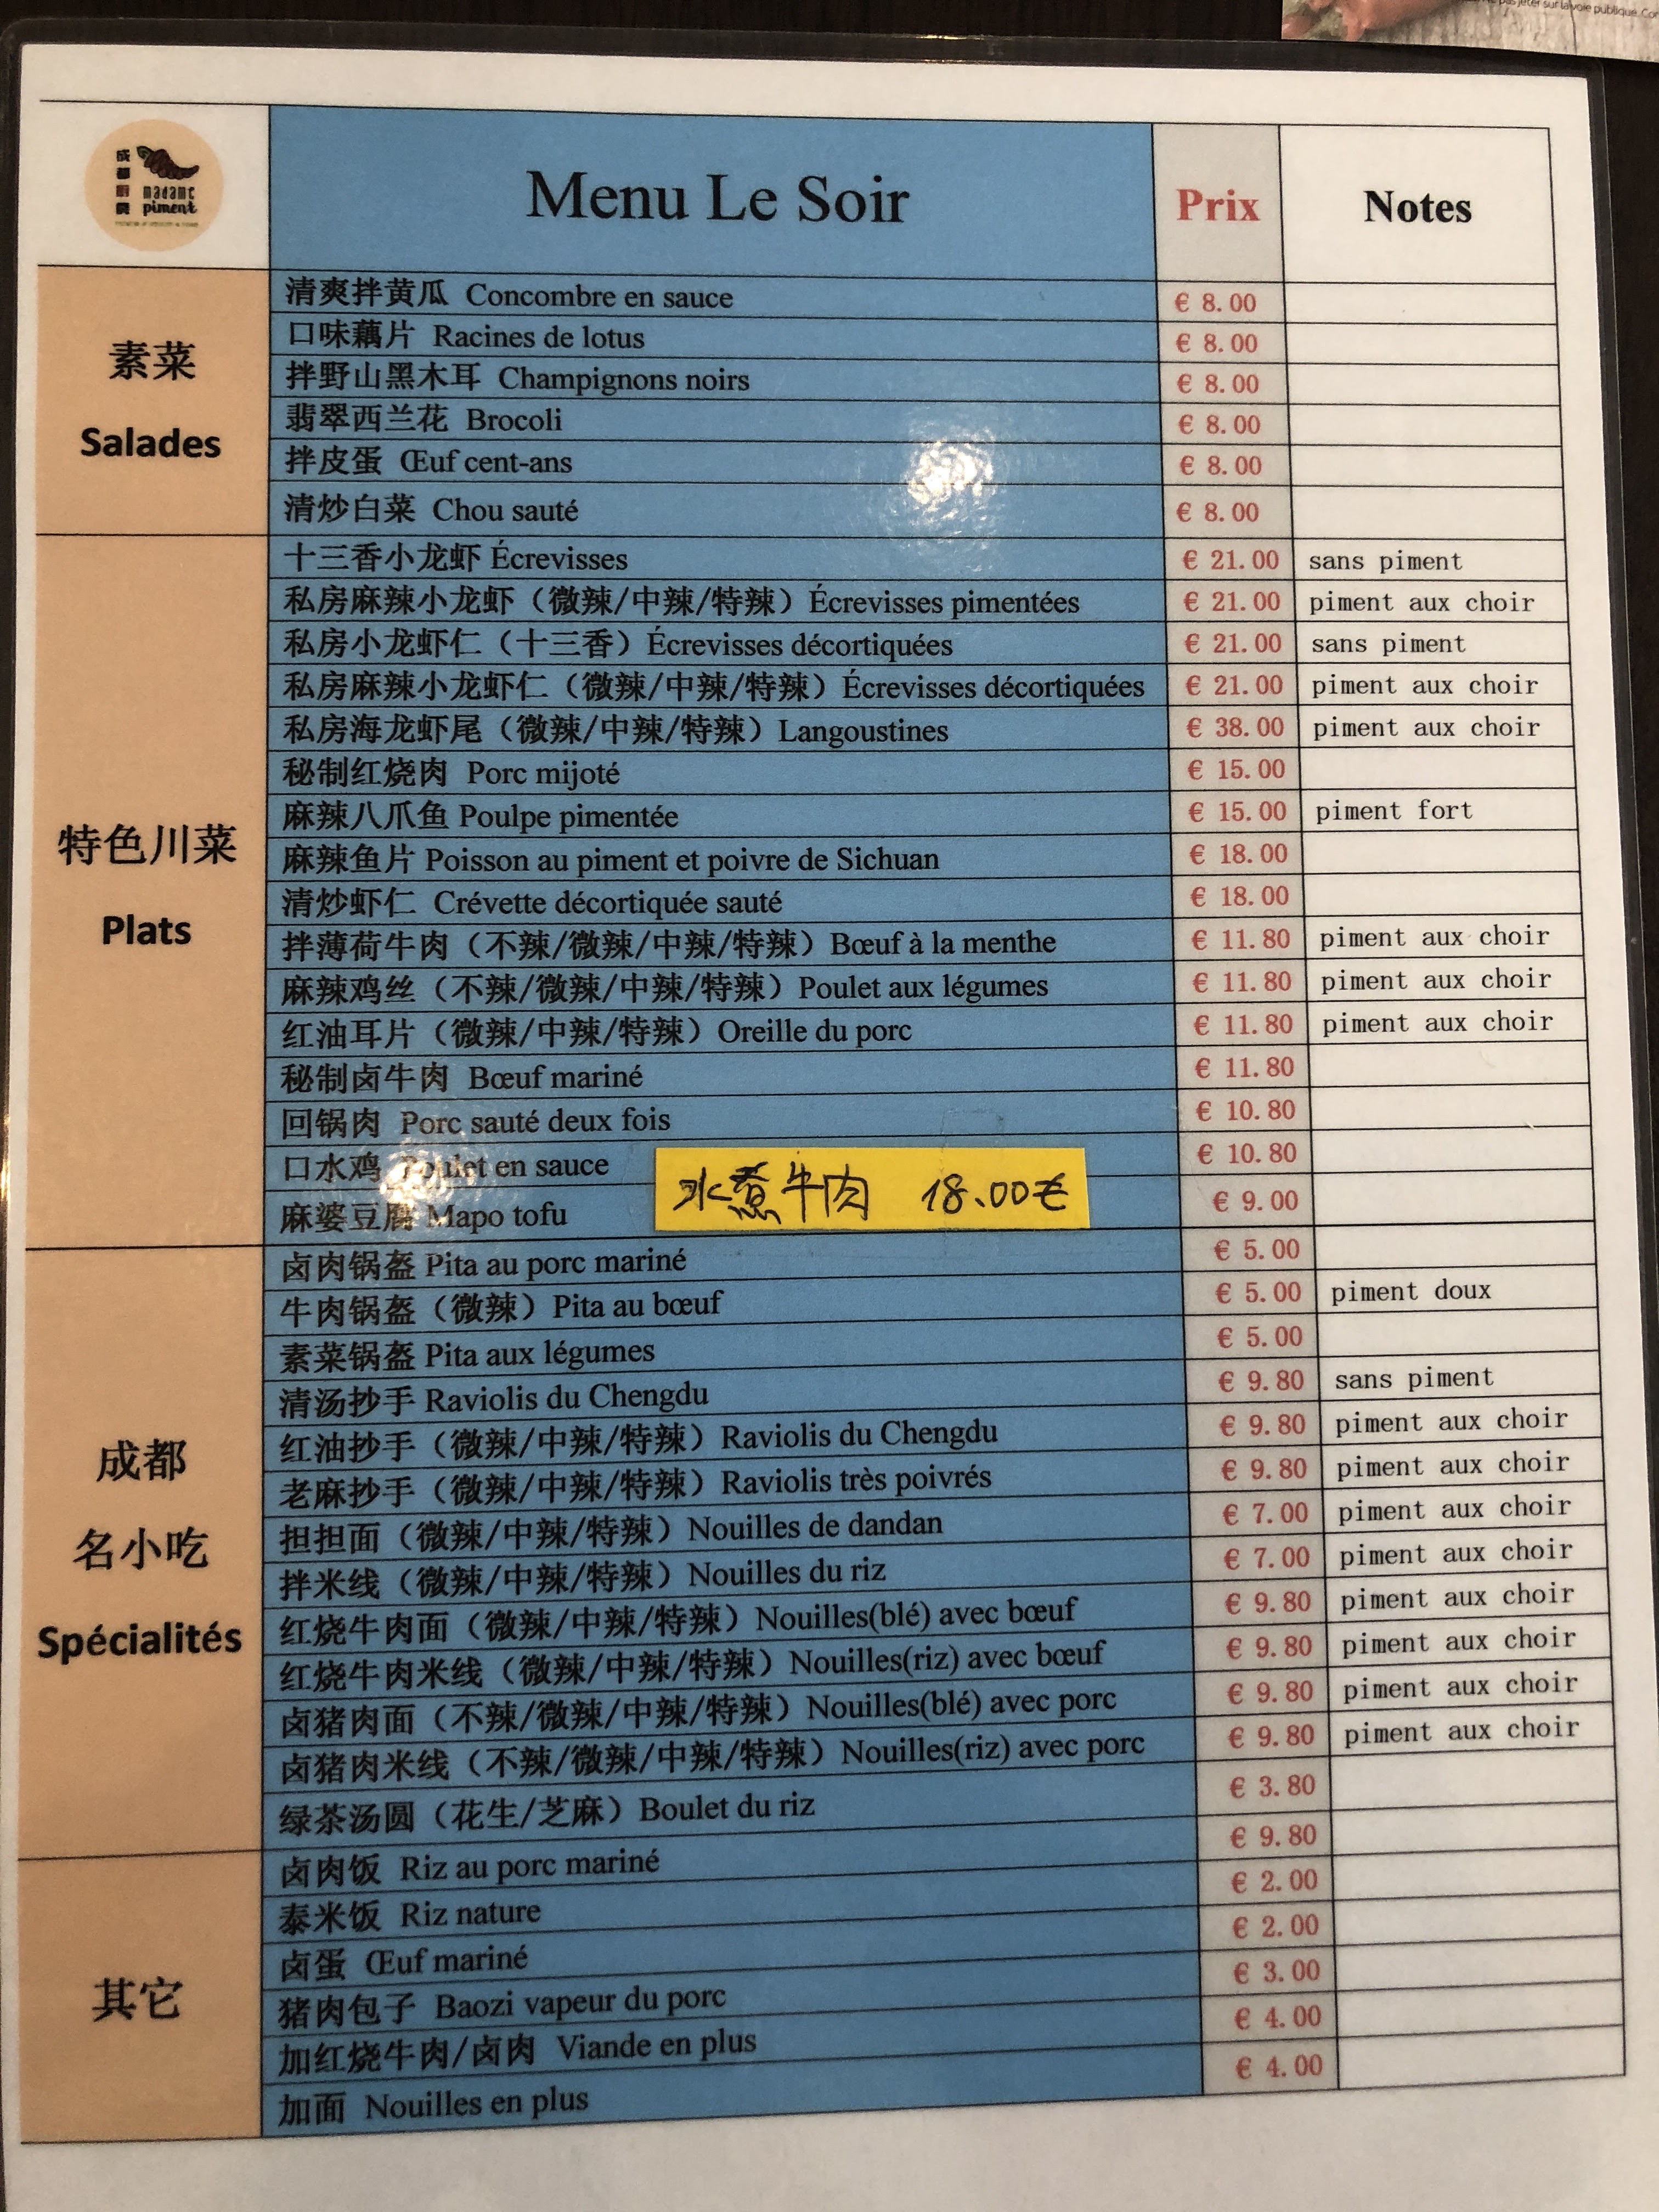 pas jeter sur la voie publique.
成都
madame
piment
Menu Le Soir Prix Notes
素菜
Salades
清爽拌黄瓜 Concombre en sauce € 8.00
口味藕片 Racines de lotus € 8.00
拌野山黑木耳 Champignons noirs € 8.00
翡翠西兰花 Brocoli € 8.00
拌皮蛋 Œuf cent-ans € 8.00
清炒白菜 Chou sauté € 8.00
特色川菜
Plats
十三香小龙虾 Écrevisses € 21.00 sans piment
私房麻辣小龙虾（微辣/中辣/特辣）Écrevisses pimentées € 21.00 piment aux choir
私房小龙虾仁（十三香）Écrevisses décortiquées € 21.00 sans piment
私房麻辣小龙虾仁（微辣/中辣/特辣）Écrevisses décortiquées € 21.00 piment aux choir
私房海龙虾尾（微辣/中辣/特辣）Langoustines € 38.00 piment aux choir
秘制红烧肉 Porc mijoté € 15.00
麻辣八爪鱼 Poulpe pimentée € 15.00 piment fort
麻辣鱼片 Poisson au piment et poivre de Sichuan € 18.00
清炒虾仁 Crévette décortiquée sauté € 18.00
拌薄荷牛肉（不辣/微辣/中辣/特辣）Bœuf à la menthe € 11.80 piment aux choir
麻辣鸡丝（不辣/微辣/中辣/特辣）Poulet aux légumes € 11.80 piment aux choir
红油耳片（微辣/中辣/特辣）Oreille du porc € 11.80 piment aux choir
秘制卤牛肉 Bœuf mariné € 11.80
回锅肉 Porc sauté deux fois € 10.80
口水鸡 Poulet en sauce € 10.80
水煮牛肉 18.00€
麻婆豆腐 Mapo tofu € 9.00
成都
名小吃
Spécialités
卤肉锅盔 Pita au porc mariné € 5.00
牛肉锅盔（微辣）Pita au bœuf € 5.00 piment doux
素菜锅盔 Pita aux légumes € 5.00
清汤抄手 Raviolis du Chengdu € 9.80 sans piment
红油抄手（微辣/中辣/特辣）Raviolis du Chengdu € 9.80 piment aux choir
老麻抄手（微辣/中辣/特辣）Raviolis très poivrés € 9.80 piment aux choir
担担面（微辣/中辣/特辣）Nouilles de dandan € 7.00 piment aux choir
拌米线（微辣/中辣/特辣）Nouilles du riz € 7.00 piment aux choir
红烧牛肉面（微辣/中辣/特辣）Nouilles(blé) avec bœuf € 9.80 piment aux choir
红烧牛肉米线（微辣/中辣/特辣）Nouilles(riz) avec bœuf € 9.80 piment aux choir
卤猪肉面（不辣/微辣/中辣/特辣）Nouilles(blé) avec porc € 9.80 piment aux choir
卤猪肉米线（不辣/微辣/中辣/特辣）Nouilles(riz) avec porc € 9.80 piment aux choir
绿茶汤圆（花生/芝麻）Boulet du riz € 3.80
其它
卤肉饭 Riz au porc mariné € 9.80
泰米饭 Riz nature € 2.00
卤蛋 Œuf mariné € 2.00
猪肉包子 Baozi vapeur du porc € 3.00
加红烧牛肉/卤肉 Viande en plus € 4.00
加面 Nouilles en plus € 4.00